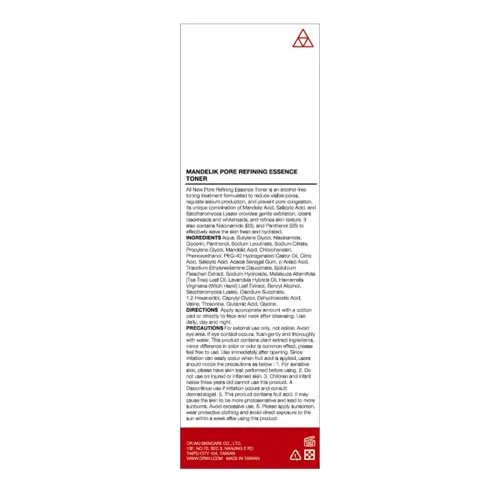 MANDELIK PORE REFINING ESSENCE
TONER
All New Pore Refining Essence Toner is an alcohol-free
toning treatment formulated to reduce visible pores,
regulate sebum production, and prevent pore congestion.
Its unique combination of Mandelic Acid, Salicylic Acid, and
Saccharomyces Lysate provides gentle exfoliation, clears
blackheads and whiteheads, and refines skin texture. It
also contains Niacinamide (B3), and Panthenol (B5) to
effectively leave the skin fresh and hydrated.
INGREDIENTS Aqua, Butylene Glycol, Niacinamide,
Glycerin, Panthenol, Sodium Levulinate, Sodium Citrate,
Propylene Glycol, Mandelic Acid, Chlorphenesin,
Phenoxyethanol, PEG-40 Hydrogenated Castor Oil, Citric
Acid, Salicylic Acid, Acacia Senegal Gum, p-Anisic Acid,
Trisodium Ethylenediamine Disuccinate, Epilobium
Fleischeri Extract, Sodium Hydroxide, Melaleuca Alternifolia
(Tea Tree) Leaf Oil, Lavandula Hybrida Oil, Hamamelis
Virginiana (Witch Hazel) Leaf Extract, Benzyl Alcohol,
Saccharomyces Lysate, Disodium Succinate,
1,2-Hexanediol, Caprylyl Glycol, Dehydroacetic Acid,
Valine, Threonine, Glutamic Acid, Glycine.
DIRECTIONS Apply appropriate amount with a cotton
pad or directly to face and neck after cleansing. Use
daily, day and night.
PRECAUTIONS For external use only, not edible. Avoid
eye area. If eye contact occurs, flush gently and thoroughly
with water. This product contains plant extract ingredients,
minor difference in color or odor is common effect, please
feel free to use. Use immediately after opening. Since
irritation can easily occur when fruit acid is applied, users
should notice the precautions as below : 1. For sensitive
skin, please have skin test performed before using. 2. Do
not use on injured or inflamed skin. 3. Children and infant
below three years old cannot use this product. 4.
Discontinue use if irritation occurs and consult
dermatologist. 5. This product contains fruit acid, it may
cause the skin to be more photosensitive and lead to more
sunburns. Avoid excessive use. 6. Please apply sunscreen,
wear protective clothing and avoid direct exposure to the
sun within a week after using this product.
DR.WU SKINCARE CO., LTD.
12F., NO.70, SEC 3, NANJING E RD
TAIPEI CITY 104, TAIWAN
WWW.DRWU.COM MADE IN TAIWAN